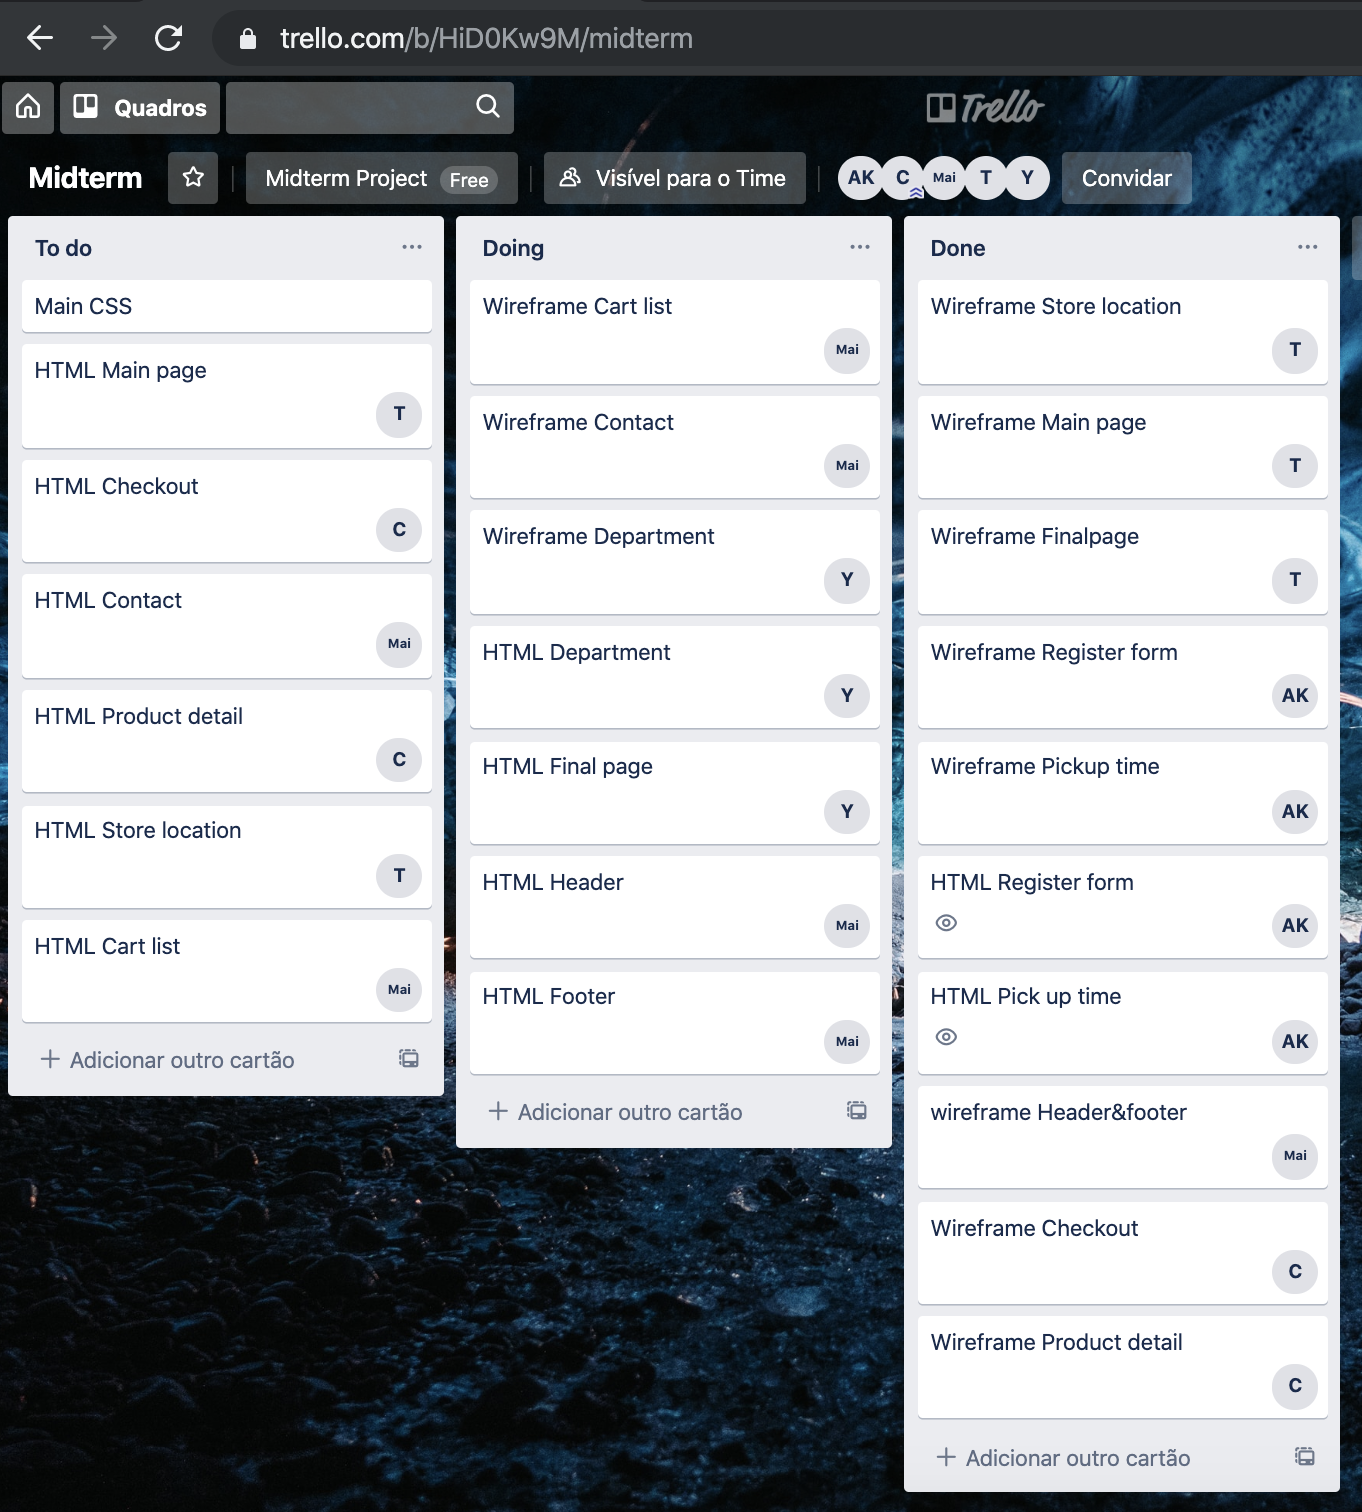 trello.com/b/HiD0Kw9M/midterm
Quadros
Trello
Midterm
Midterm Project Free
Visível para o Time
AK C Mai T Y
Convidar
To do
Main CSS
HTML Main page
T
HTML Checkout
C
HTML Contact
Mai
HTML Product detail
C
HTML Store location
T
HTML Cart list
Mai
Adicionar outro cartão
Doing
Wireframe Cart list
Mai
Wireframe Contact
Mai
Wireframe Department
Y
HTML Department
Y
HTML Final page
Y
HTML Header
Mai
HTML Footer
Mai
Adicionar outro cartão
Done
Wireframe Store location
T
Wireframe Main page
T
Wireframe Finalpage
T
Wireframe Register form
AK
Wireframe Pickup time
AK
HTML Register form
AK
HTML Pick up time
AK
wireframe Header&footer
Mai
Wireframe Checkout
C
Wireframe Product detail
C
Adicionar outro cartão